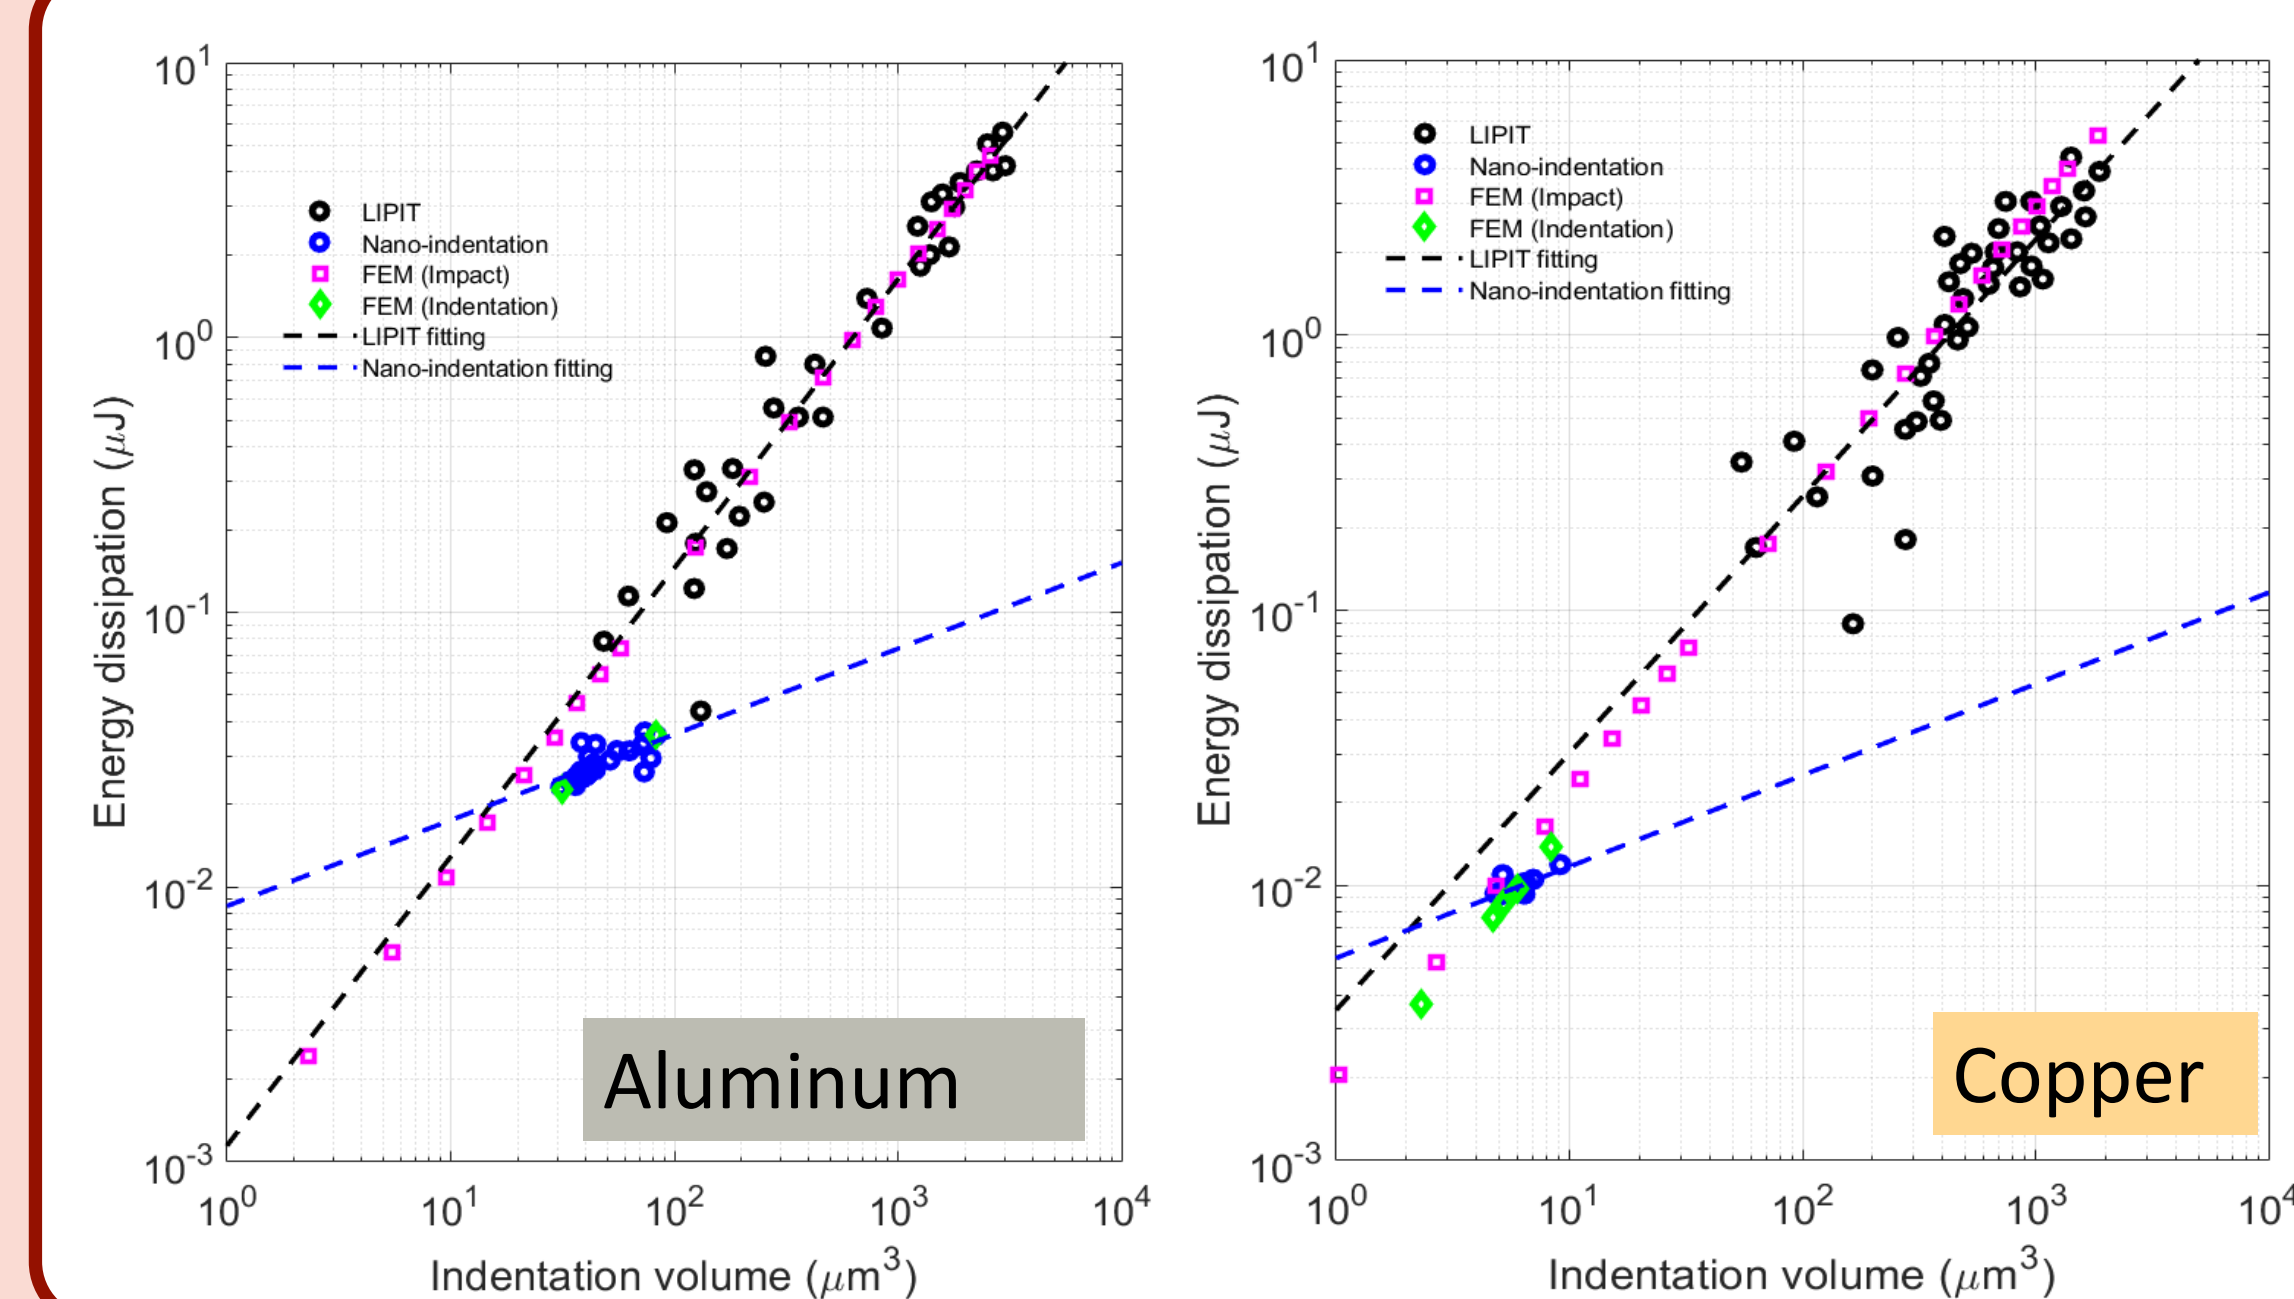 10^1
10^0
10^-1
10^-2
10^-3
Energy dissipation (μJ)
LIPIT
Nano-indentation
FEM (Impact)
FEM (Indentation)
LIPIT fitting
Nano-indentation fitting
Aluminum
10^0 10^1 10^2 10^3 10^4
Indentation volume (μm^3)
10^1
10^0
10^-1
10^-2
10^-3
Energy dissipation (μJ)
LIPIT
Nano-indentation
FEM (Impact)
FEM (Indentation)
LIPIT fitting
Nano-indentation fitting
Copper
10^0 10^1 10^2 10^3 10^4
Indentation volume (μm^3)